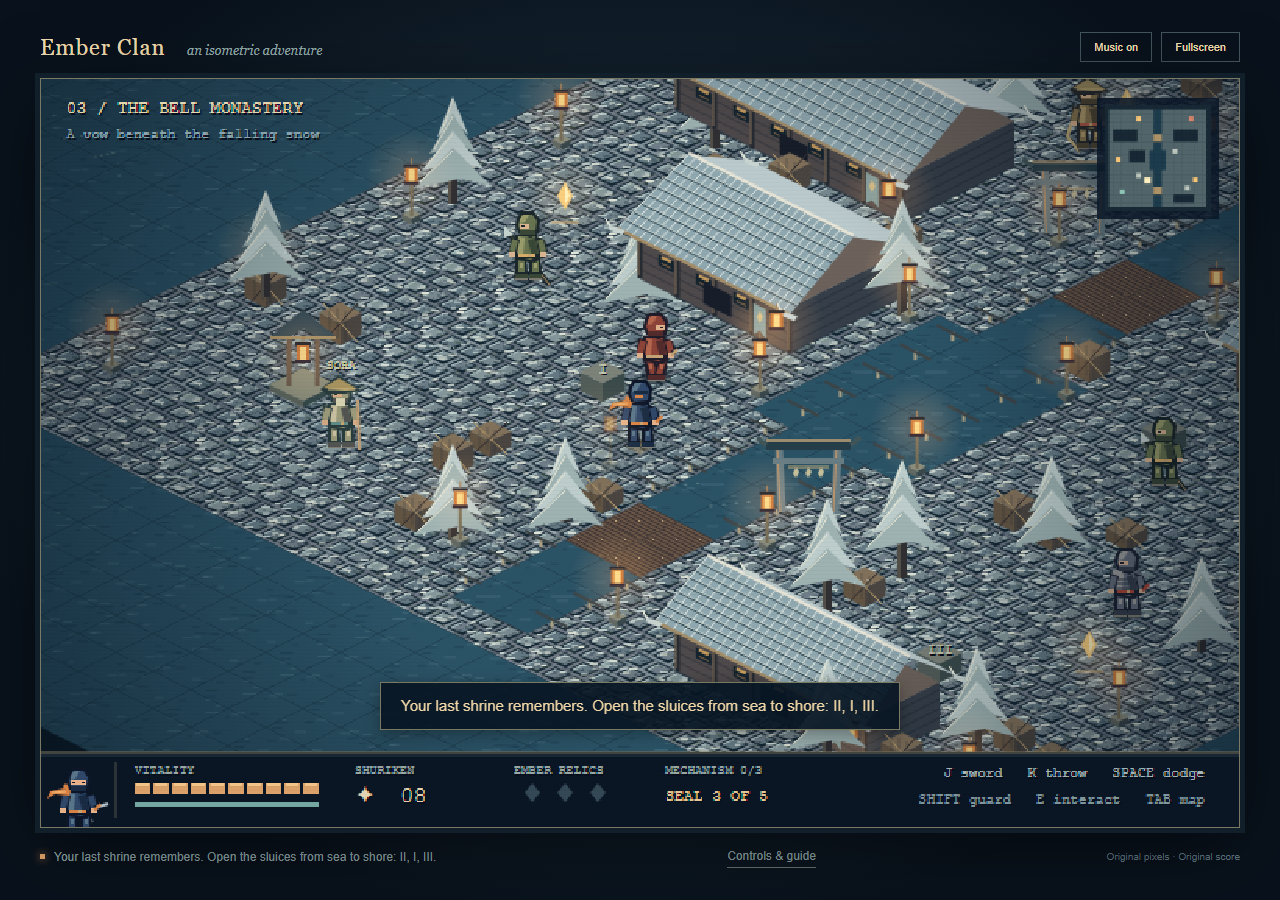 Ember Clan
an isometric adventure
Music on
Fullscreen
03 / THE BELL MONASTERY
A vow beneath the falling snow
I
III
Your last shrine remembers. Open the sluices from sea to shore: II, I, III.
VITALITY
SHURIKEN
08
EMBER RELICS
MECHANISM 0/3
SEAL 3 OF 5
J sword K throw SPACE dodge
SHIFT guard E interact TAB map
Your last shrine remembers. Open the sluices from sea to shore: II, I, III.
Controls & guide
Original pixels · Original score